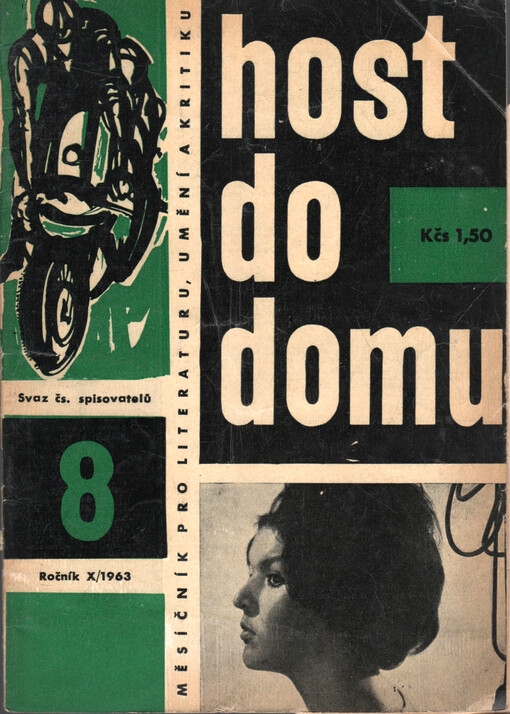 host
do
domu
Kčs 1,50
MĚSÍČNÍK PRO LITERATURU, UMĚNÍ A KRITIKU
Svaz čs. spisovatelů
8
Ročník X/1963